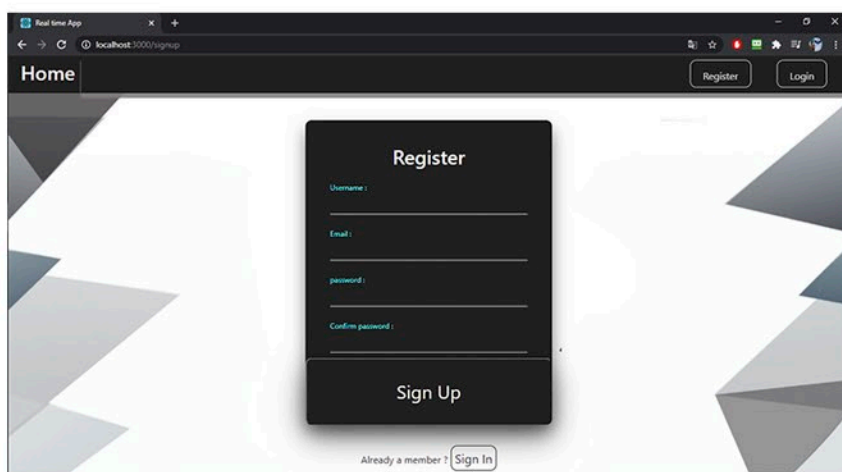 Real time App
localhost:3000/signup
Home
Register
Login
Register
Username :
Email :
password :
Confirm password :
Sign Up
Already a member ? Sign In